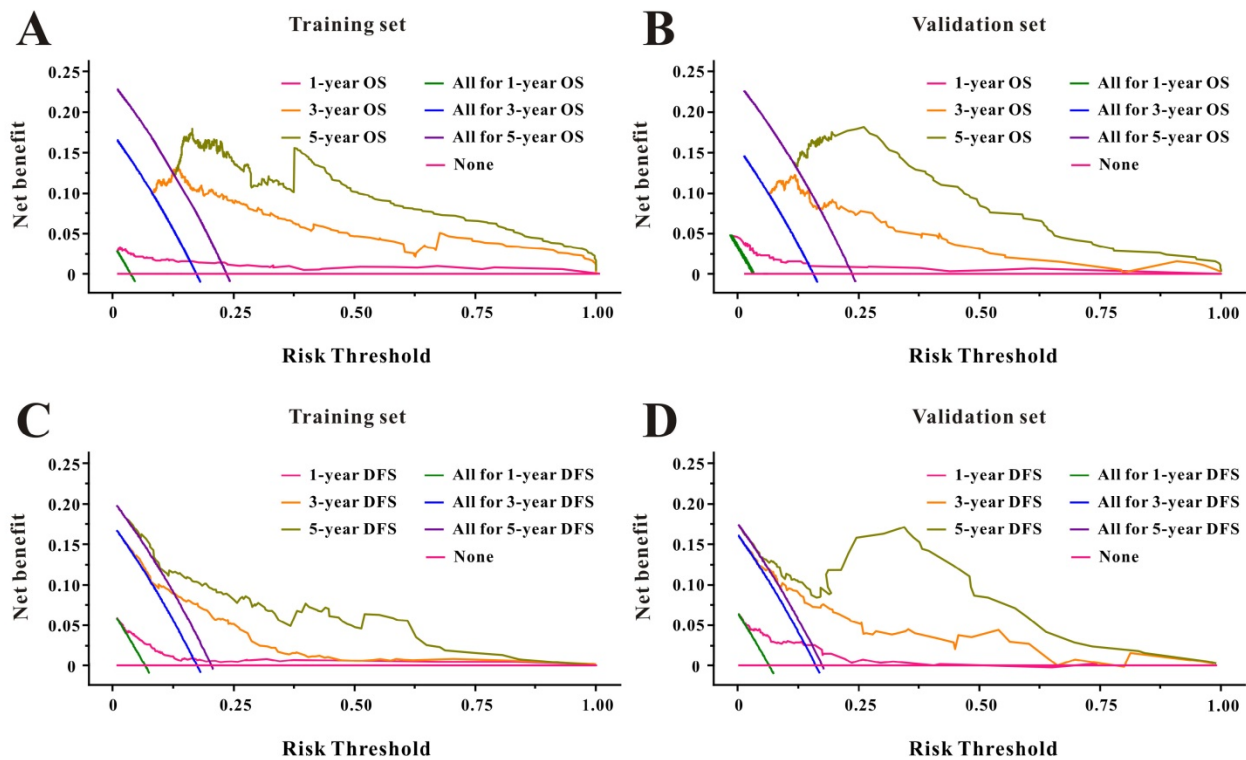 A
Training set
Net benefit
0.25
0.20
0.15
0.10
0.05
0
1-year OS
3-year OS
5-year OS
All for 1-year OS
All for 3-year OS
All for 5-year OS
None
0
0.25
0.50
0.75
1.00
Risk Threshold
B
Validation set
Net benefit
0.25
0.20
0.15
0.10
0.05
0
1-year OS
3-year OS
5-year OS
All for 1-year OS
All for 3-year OS
All for 5-year OS
None
0
0.25
0.50
0.75
1.00
Risk Threshold
C
Training set
Net benefit
0.25
0.20
0.15
0.10
0.05
0
1-year DFS
3-year DFS
5-year DFS
All for 1-year DFS
All for 3-year DFS
All for 5-year DFS
None
0
0.25
0.50
0.75
1.00
Risk Threshold
D
Validation set
Net benefit
0.25
0.20
0.15
0.10
0.05
0
1-year DFS
3-year DFS
5-year DFS
All for 1-year DFS
All for 3-year DFS
All for 5-year DFS
None
0
0.25
0.50
0.75
1.00
Risk Threshold